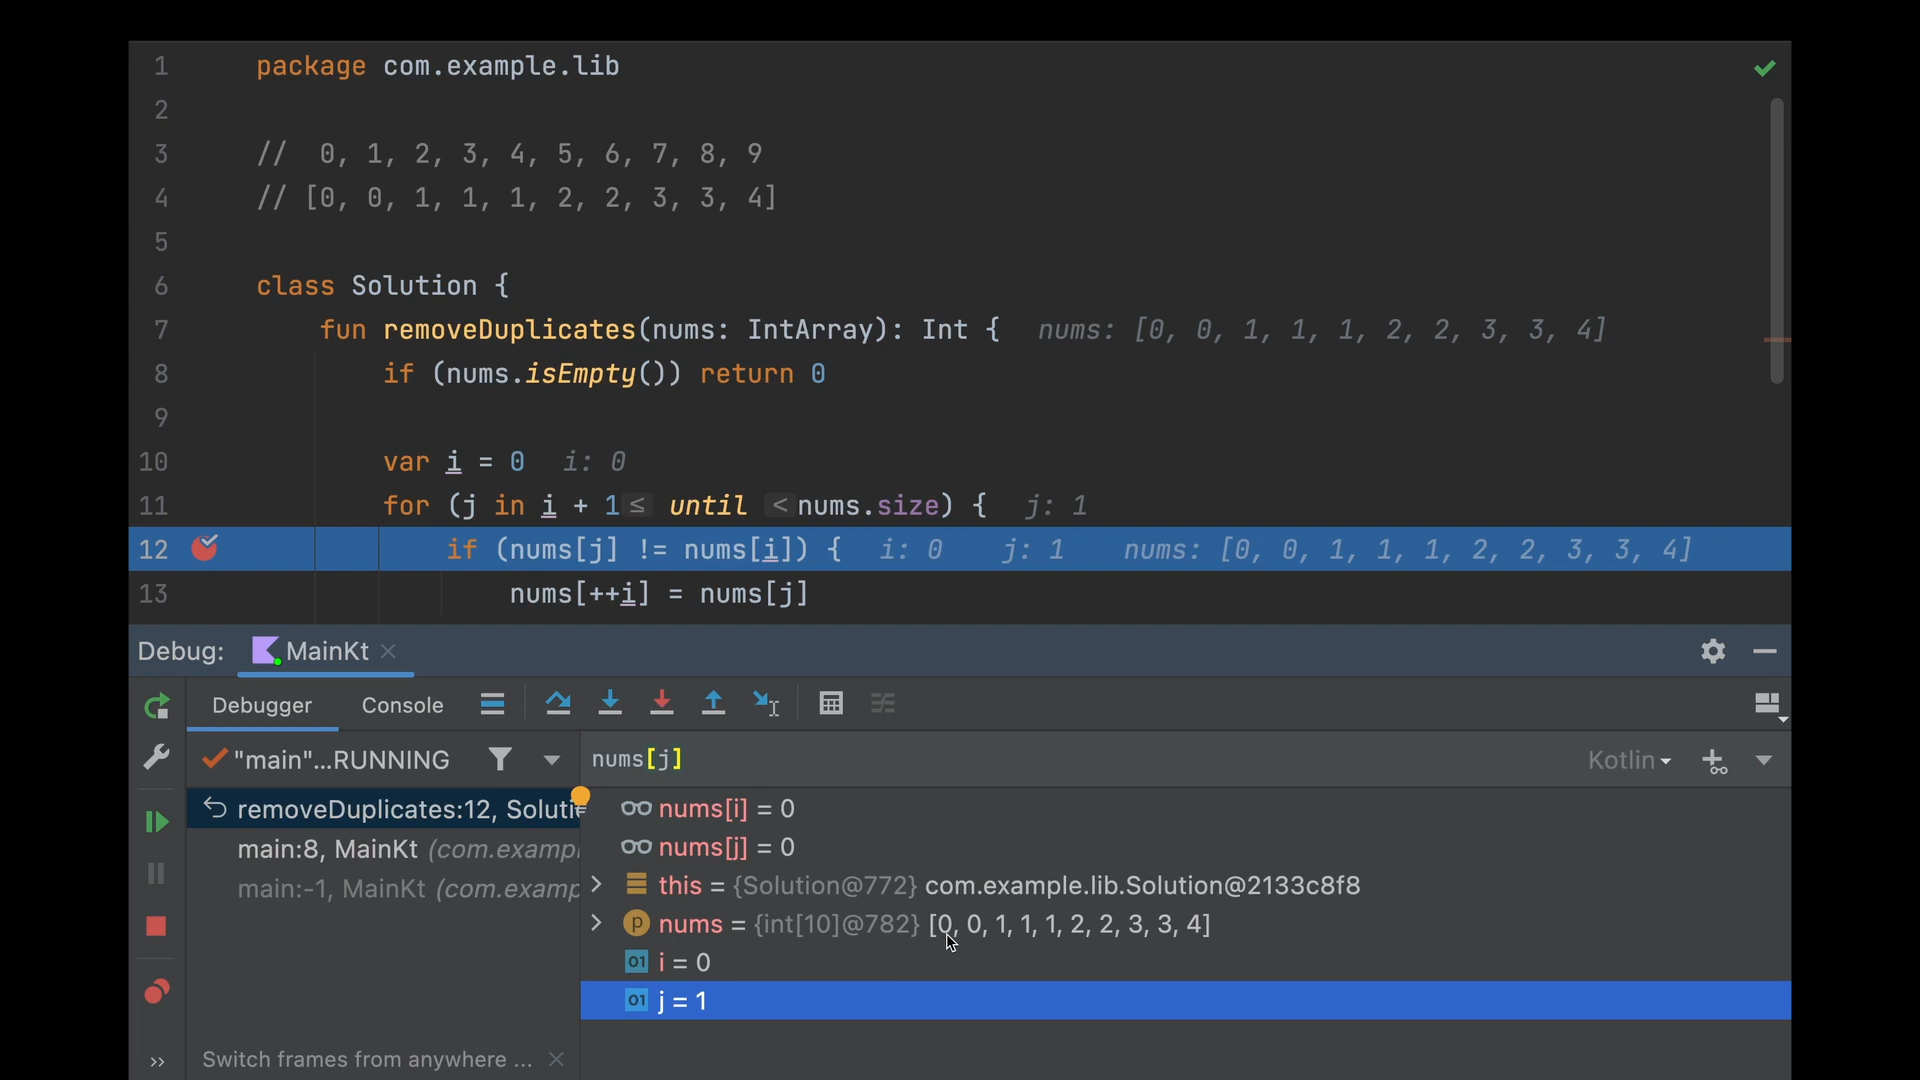 1 package com.example.lib
2
3 // 0, 1, 2, 3, 4, 5, 6, 7, 8, 9
4 // [0, 0, 1, 1, 1, 2, 2, 3, 3, 4]
5
6 class Solution {
7 fun removeDuplicates(nums: IntArray): Int { nums: [0, 0, 1, 1, 1, 2, 2, 3, 3, 4]
8 if (nums.isEmpty()) return 0
9
10 var i = 0 i: 0
11 for (j in i + 1 ≤ until < nums.size) { j: 1
12 if (nums[j] != nums[i]) { i: 0 j: 1 nums: [0, 0, 1, 1, 1, 2, 2, 3, 3, 4]
13 nums[++i] = nums[j]
Debug: MainKt
Debugger Console
"main"...RUNNING
nums[j] Kotlin
removeDuplicates:12, Soluti
main:8, MainKt (com.exampl
main:-1, MainKt (com.examp
nums[i] = 0
nums[j] = 0
this = {Solution@772} com.example.lib.Solution@2133c8f8
p nums = {int[10]@782} [0, 0, 1, 1, 1, 2, 2, 3, 3, 4]
01 i = 0
01 j = 1
Switch frames from anywhere ...